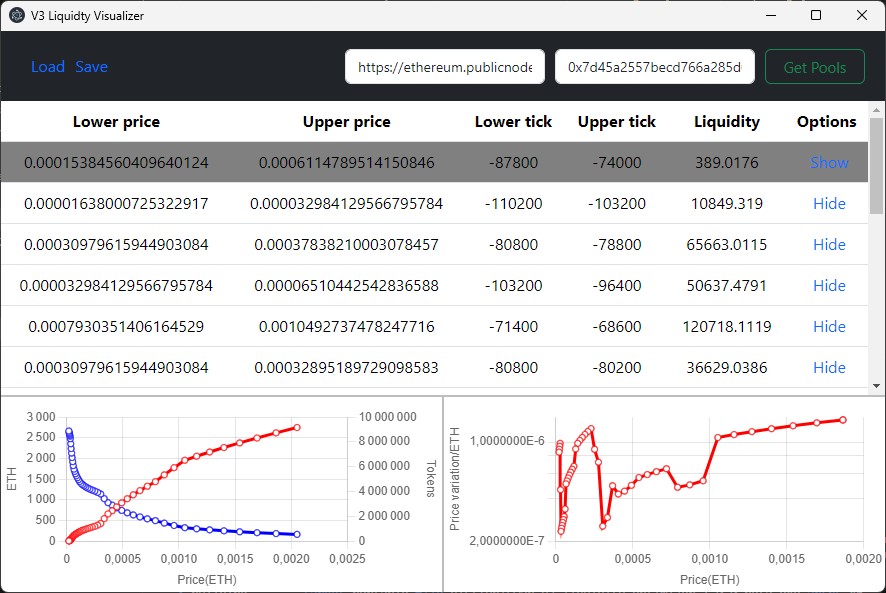 V3 Liquidty Visualizer
Load Save https://ethereum.publicnode 0x7d45a2557becd766a285d Get Pools
Lower price Upper price Lower tick Upper tick Liquidity Options
0.00015384560409640124 0.0006114789514150846 -87800 -74000 389.0176 Show
0.00001638000725322917 0.000032984129566795784 -110200 -103200 10849.319 Hide
0.00030979615944903084 0.00037838210003078457 -80800 -78800 65663.0115 Hide
0.000032984129566795784 0.00006510442542836588 -103200 -96400 50637.4791 Hide
0.0007930351406164529 0.0010492737478247716 -71400 -68600 120718.1119 Hide
0.00030979615944903084 0.00032895189729098583 -80800 -80200 36629.0386 Hide
ETH
3 000
2 500
2 000
1 500
1 000
500
0
10 000 000
8 000 000
6 000 000
4 000 000
2 000 000
0
Tokens
0 0,0005 0,0010 0,0015 0,0020 0,0025
Price(ETH)
Price variation/ETH
1,0000000E-6
2,0000000E-7
0 0,0005 0,0010 0,0015 0,0020
Price(ETH)